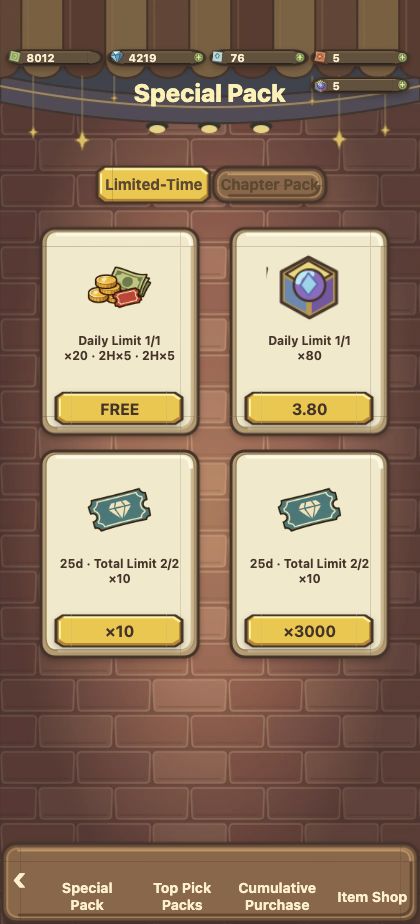 8012
4219
76
5
5
Special Pack
Limited-Time
Chapter Pack
Daily Limit 1/1
×20 · 2H×5 · 2H×5
FREE
Daily Limit 1/1
×80
3.80
25d · Total Limit 2/2
×10
×10
25d · Total Limit 2/2
×10
×3000
Special
Pack
Top Pick
Packs
Cumulative
Purchase
Item Shop